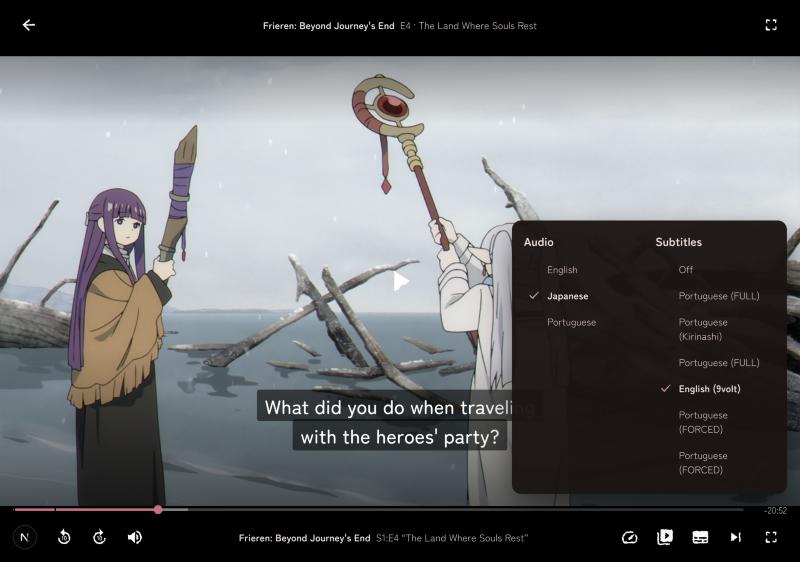 Frieren: Beyond Journey's End E4 · The Land Where Souls Rest
Audio
English
Japanese
Portuguese
Subtitles
Off
Portuguese (FULL)
Portuguese
(Kirinashi)
Portuguese (FULL)
English (9volt)
Portuguese
(FORCED)
Portuguese
(FORCED)
What did you do when traveling
with the heroes' party?
-20:52
N
10
10
Frieren: Beyond Journey's End S1:E4 “The Land Where Souls Rest”